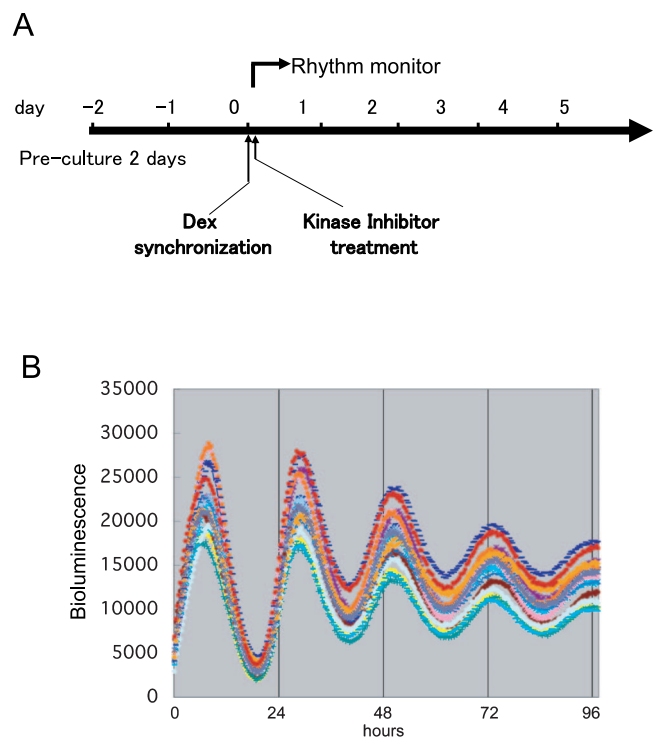 A
Rhythm monitor
day −2 −1 0 1 2 3 4 5
Pre−culture 2 days
Dex
synchronization
Kinase Inhibitor
treatment
B
35000
30000
25000
20000
15000
10000
5000
0
Bioluminescence
0 24 48 72 96
hours